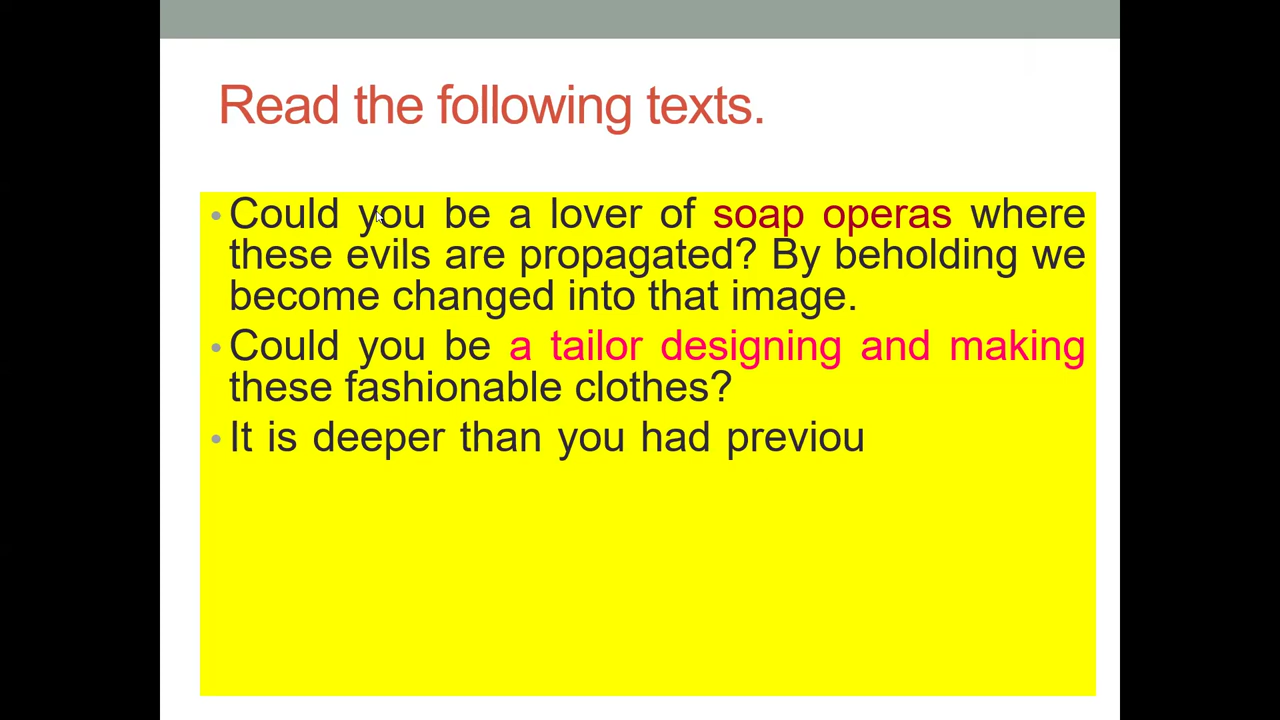 Read the following texts.
• Could you be a lover of soap operas where
these evils are propagated? By beholding we
become changed into that image.
• Could you be a tailor designing and making
these fashionable clothes?
• It is deeper than you had previou